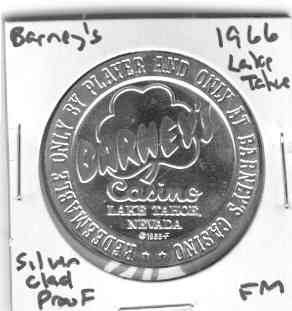 Barney's
1966
Lake
Tahoe
REDEEMABLE ONLY BY PLAYER AND ONLY AT BARNEY'S CASINO
BARNEY'S
Casino
LAKE TAHOE,
NEVADA
Silver
Clad
Proof
FM